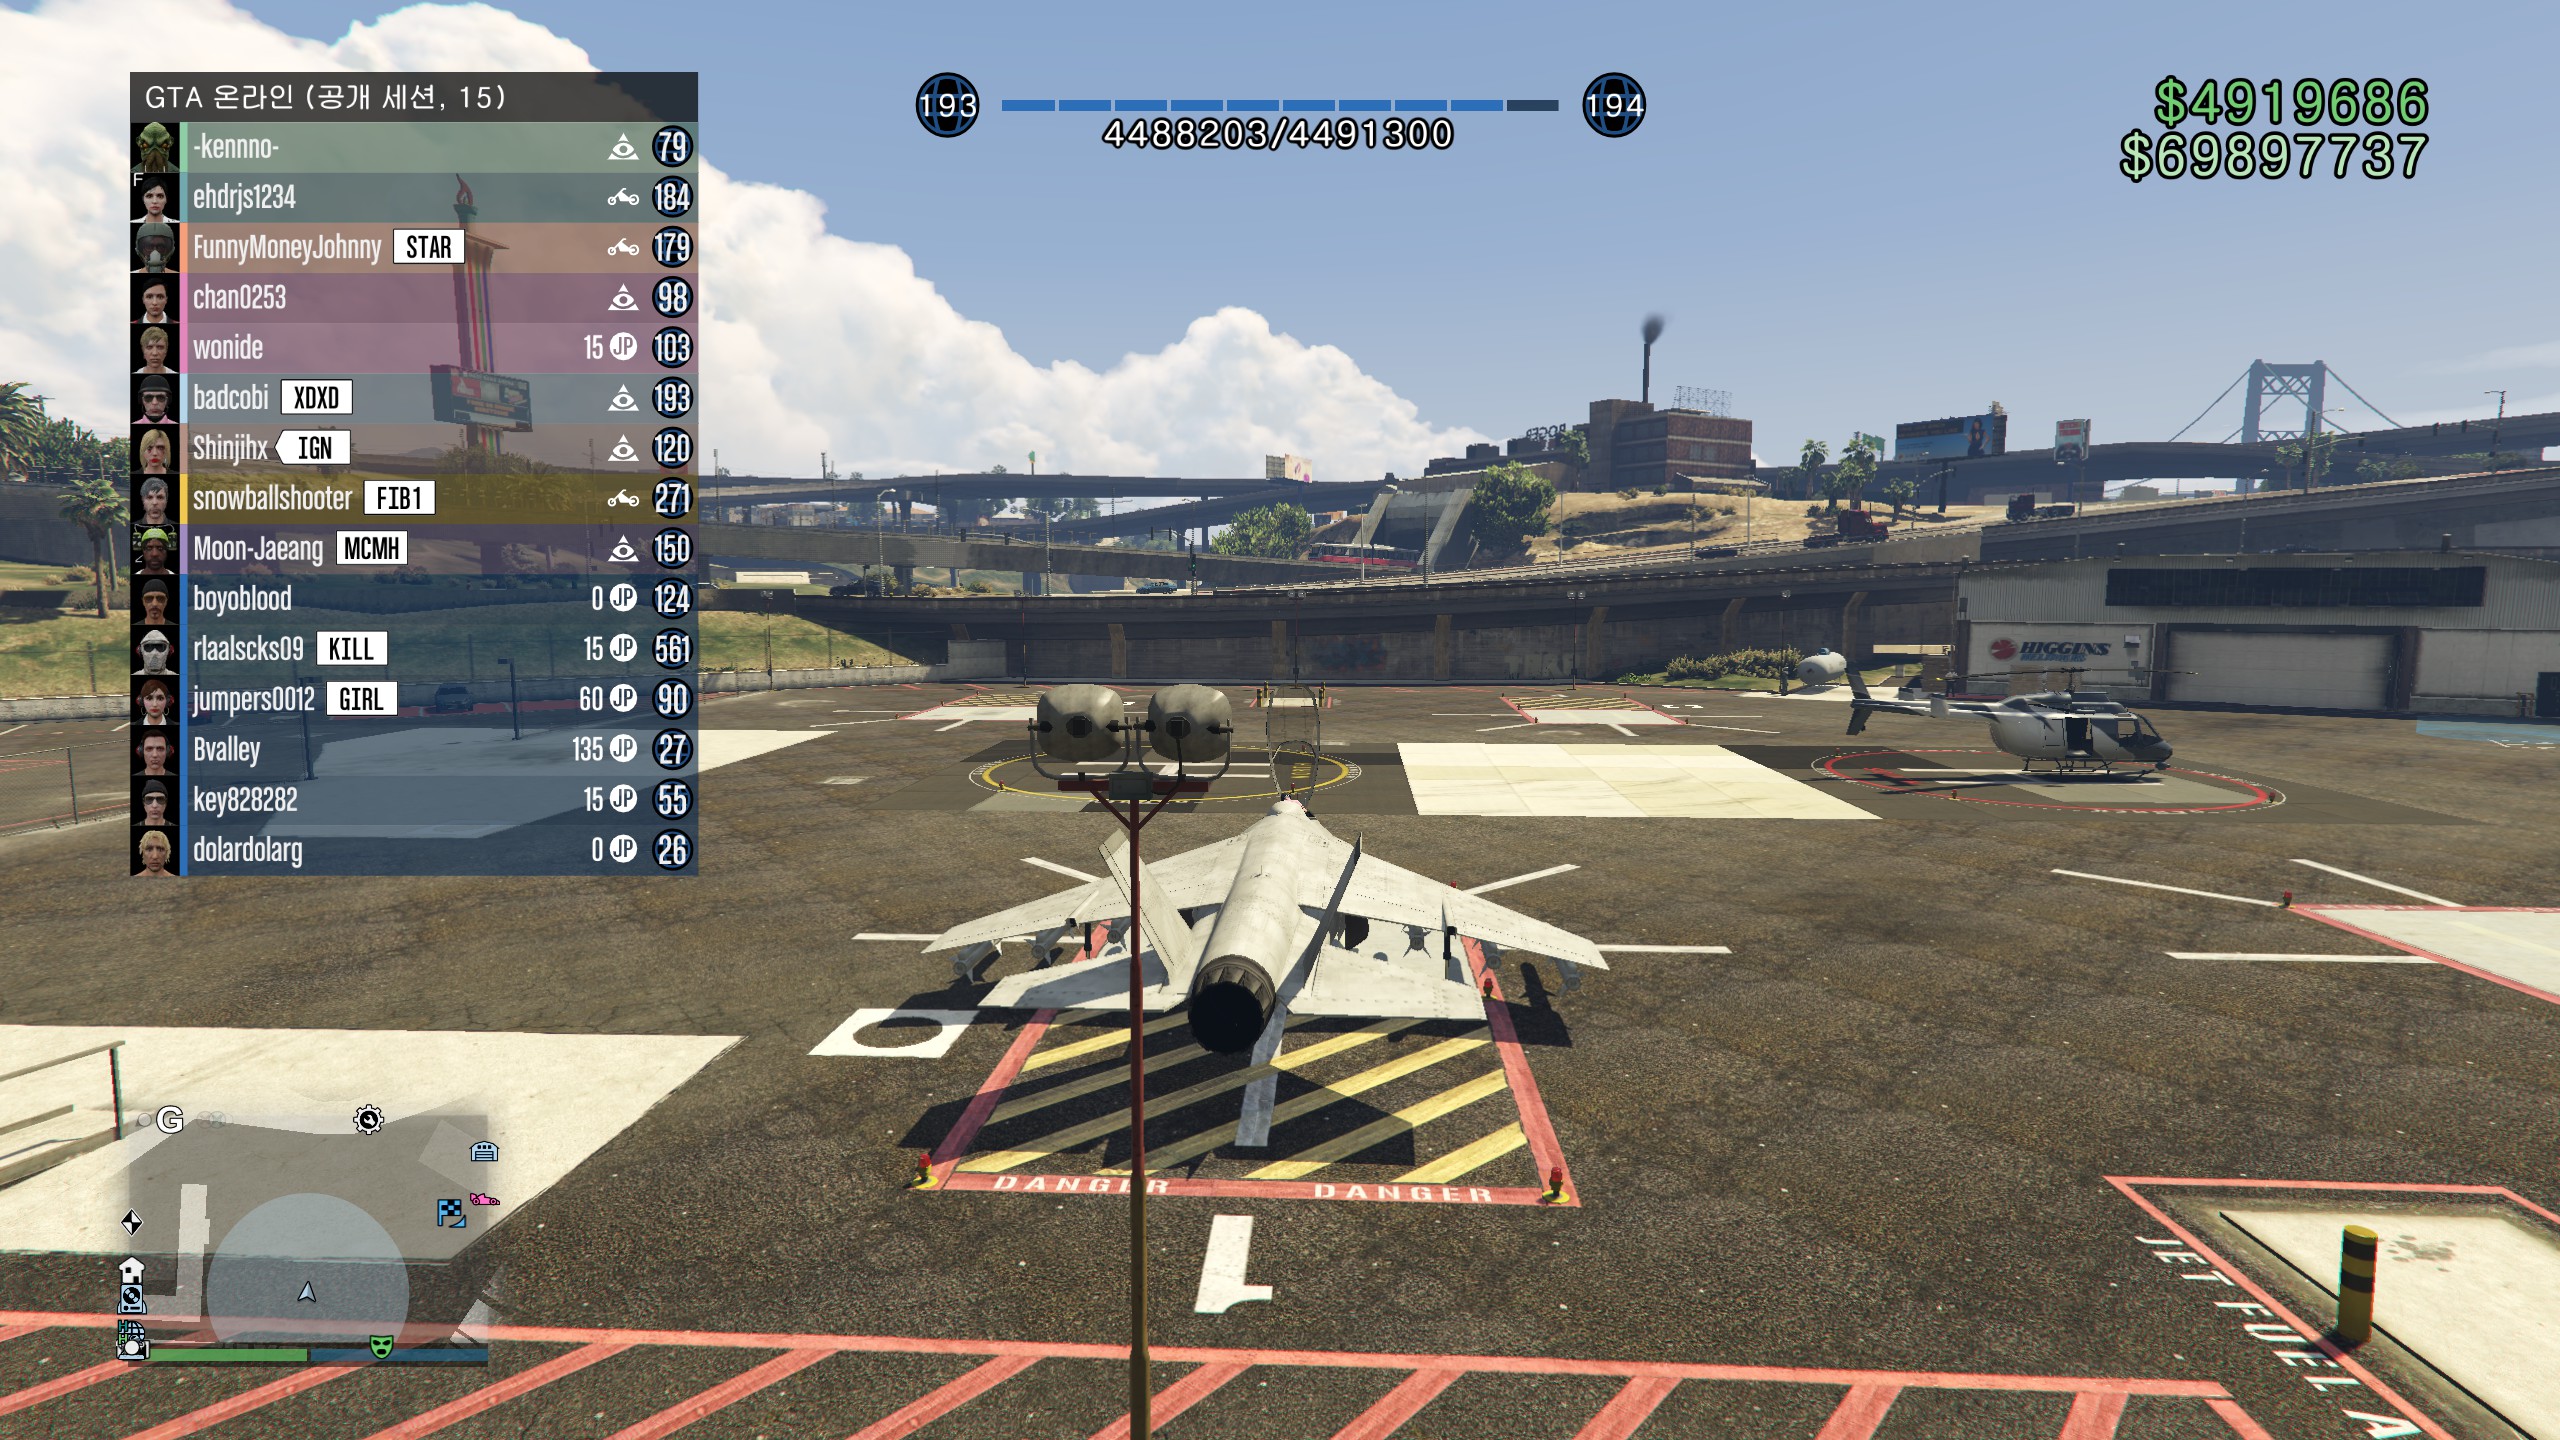 GTA 온라인 (공개 세션, 15)
-kennno- 79
F
ehdrjs1234 184
FunnyMoneyJohnny STAR 179
chan0253 98
wonide 15 JP 103
badcobi XDXD 193
Shinjihx IGN 120
snowballshooter FIB1 271
Moon-Jaeang MCMH 150
boyoblood 0 JP 124
rlaalscks09 KILL 15 JP 561
jumpers0012 GIRL 60 JP 90
Bvalley 135 JP 27
key828282 15 JP 55
dolardolarg 0 JP 26
193 194
4488203/4491300
$4919686
$69897737
ROGER
HIGGINS
HELITOURS
DANGER DANGER
1
JET FUEL A
G